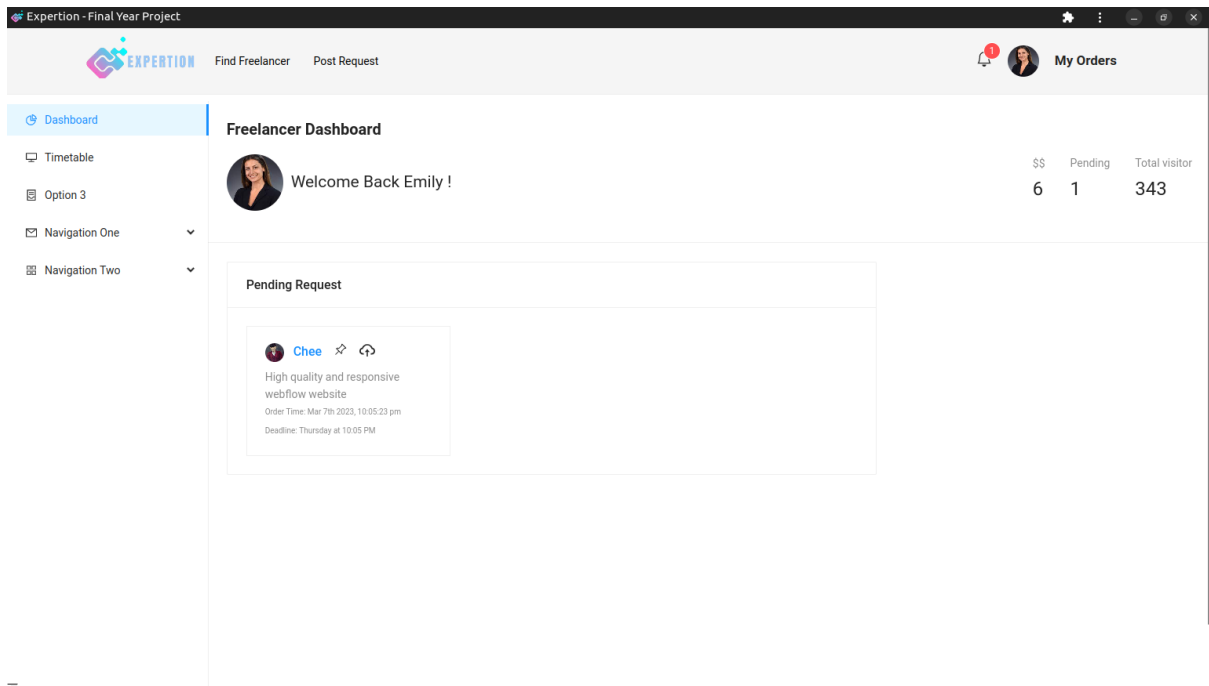 Expertion - Final Year Project
EXPERTION
Find Freelancer
Post Request
1
My Orders
Dashboard
Timetable
Option 3
Navigation One
Navigation Two
Freelancer Dashboard
Welcome Back Emily !
$$
6
Pending
1
Total visitor
343
Pending Request
Chee
High quality and responsive
webflow website
Order Time: Mar 7th 2023, 10:05:23 pm
Deadline: Thursday at 10:05 PM